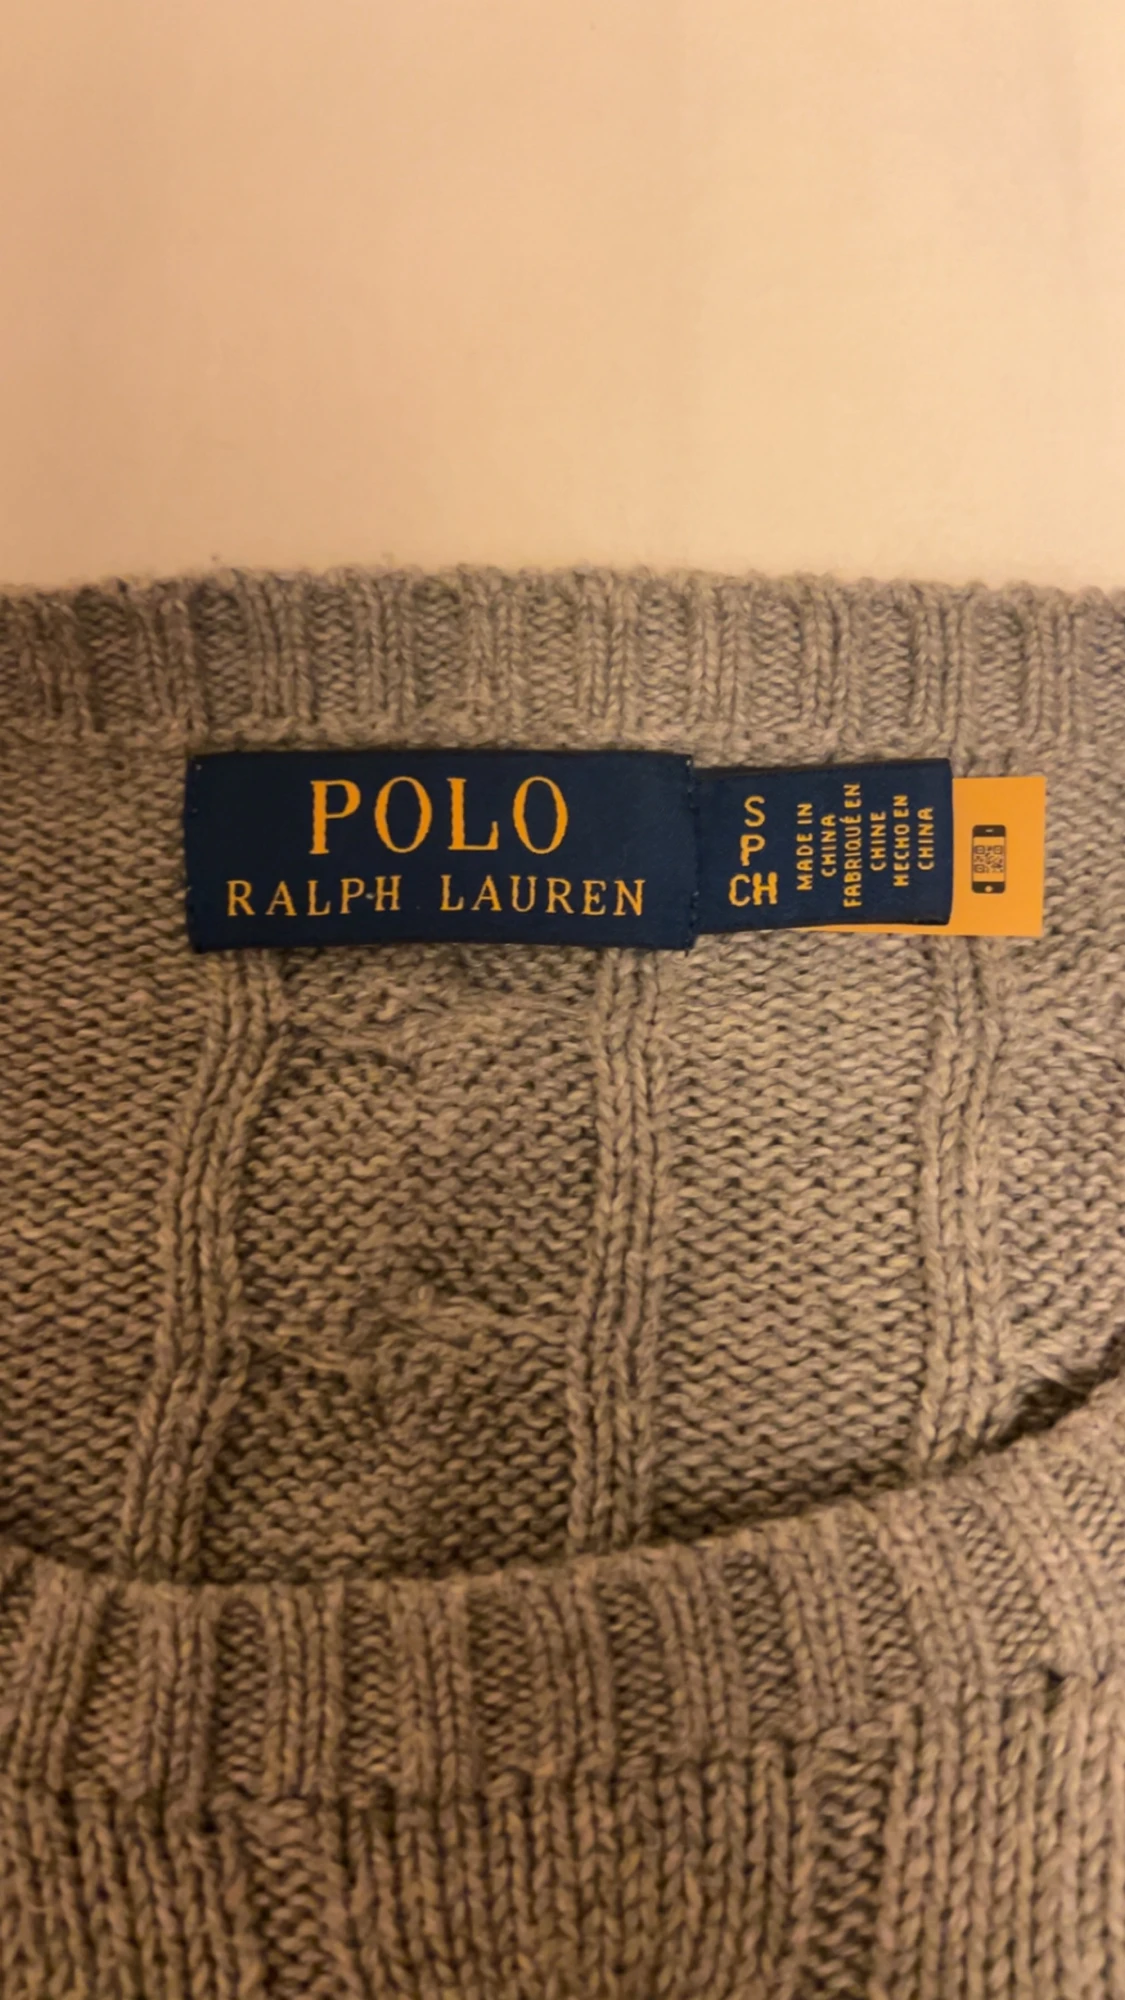 POLO
RALPH LAUREN
S
P
CH
MADE IN
CHINA
FABRIQUÉ EN
CHINE
HECHO EN
CHINA